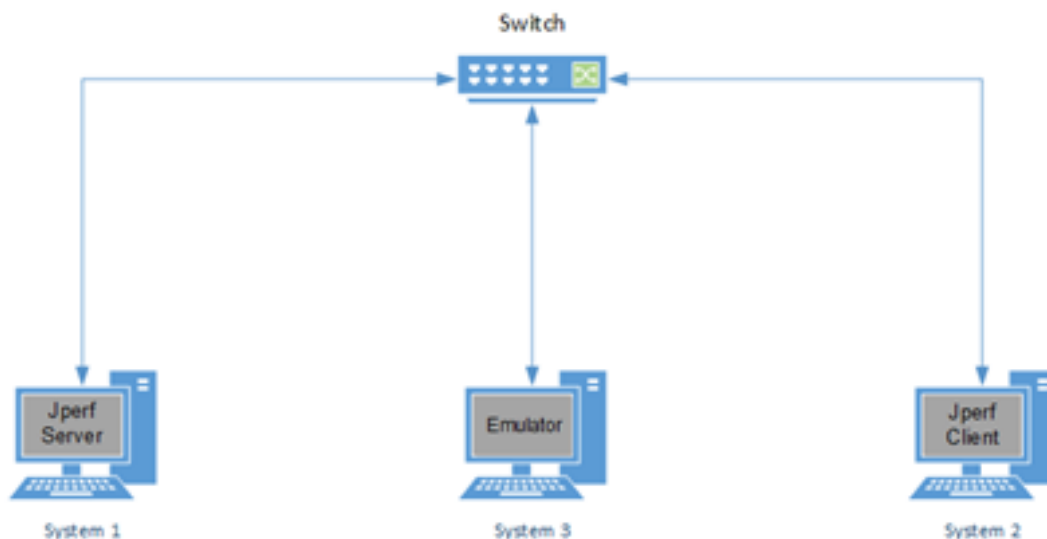 Switch
Jperf
Server
Emulator
Jperf
Client
System 1
System 3
System 2